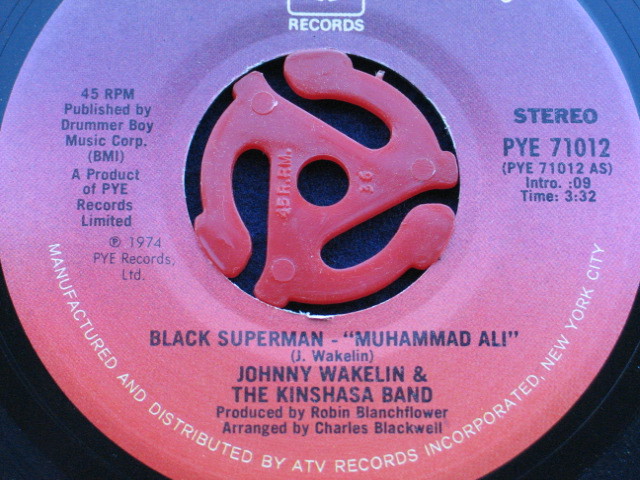 RECORDS
45 RPM
Published by
Drummer Boy
Music Corp.
(BMI)
A Product
of PYE
Records
Limited
℗ 1974
PYE Records,
Ltd.
STEREO
PYE 71012
(PYE 71012 AS)
Intro. :09
Time: 3:32
45 R.P.M.
BLACK SUPERMAN - "MUHAMMAD ALI"
(J. Wakelin)
JOHNNY WAKELIN &
THE KINSHASA BAND
Produced by Robin Blanchflower
Arranged by Charles Blackwell
MANUFACTURED AND DISTRIBUTED BY ATV RECORDS INCORPORATED, NEW YORK CITY